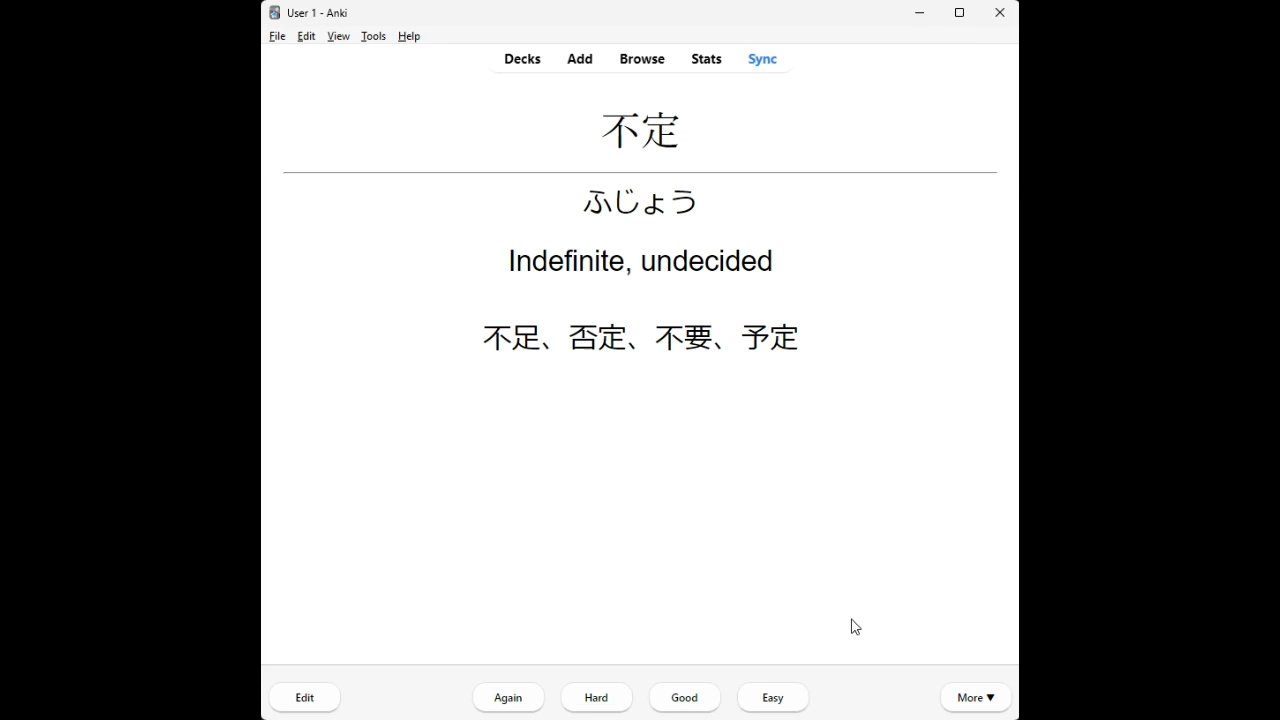 User 1 - Anki
File Edit View Tools Help
Decks Add Browse Stats Sync
不定
ふじょう
Indefinite, undecided
不足、否定、不要、予定
Edit Again Hard Good Easy More ▼